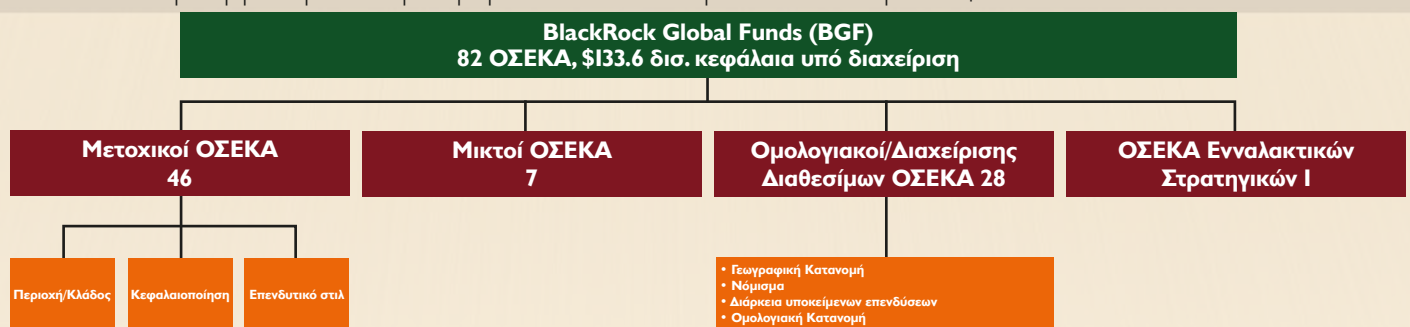 BlackRock Global Funds (BGF)
82 ΟΣΕΚΑ, $133.6 δισ. κεφάλαια υπό διαχείριση
Μετοχικοί ΟΣΕΚΑ
46
Μικτοί ΟΣΕΚΑ
7
Ομολογιακοί/Διαχείρισης
Διαθεσίμων ΟΣΕΚΑ 28
ΟΣΕΚΑ Ενναλακτικών
Στρατηγικών 1
Περιοχή/Κλάδος
Κεφαλαιοποίηση
Επενδυτικό στιλ
• Γεωγραφική Κατανομή
• Νόμισμα
• Διάρκεια υποκείμενων επενδύσεων
• Ομολογιακή Κατανομή